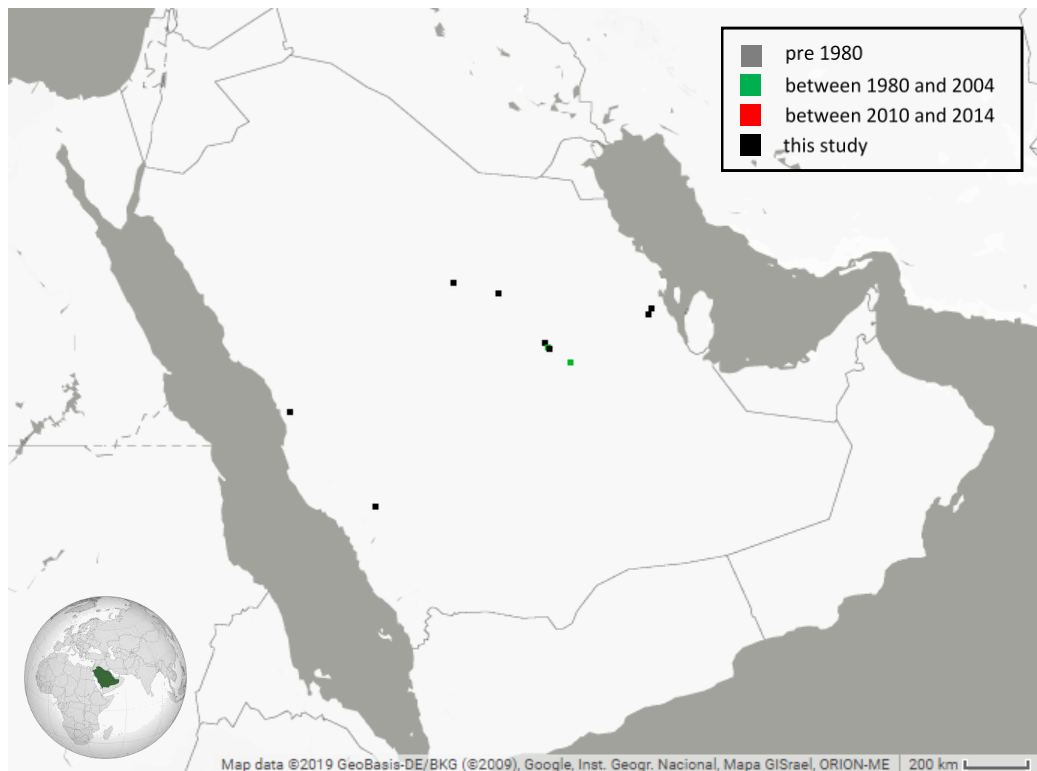 pre 1980
between 1980 and 2004
between 2010 and 2014
this study
Map data ©2019 GeoBasis-DE/BKG (©2009), Google, Inst. Geogr. Nacional, Mapa GISrael, ORION-ME
200 km